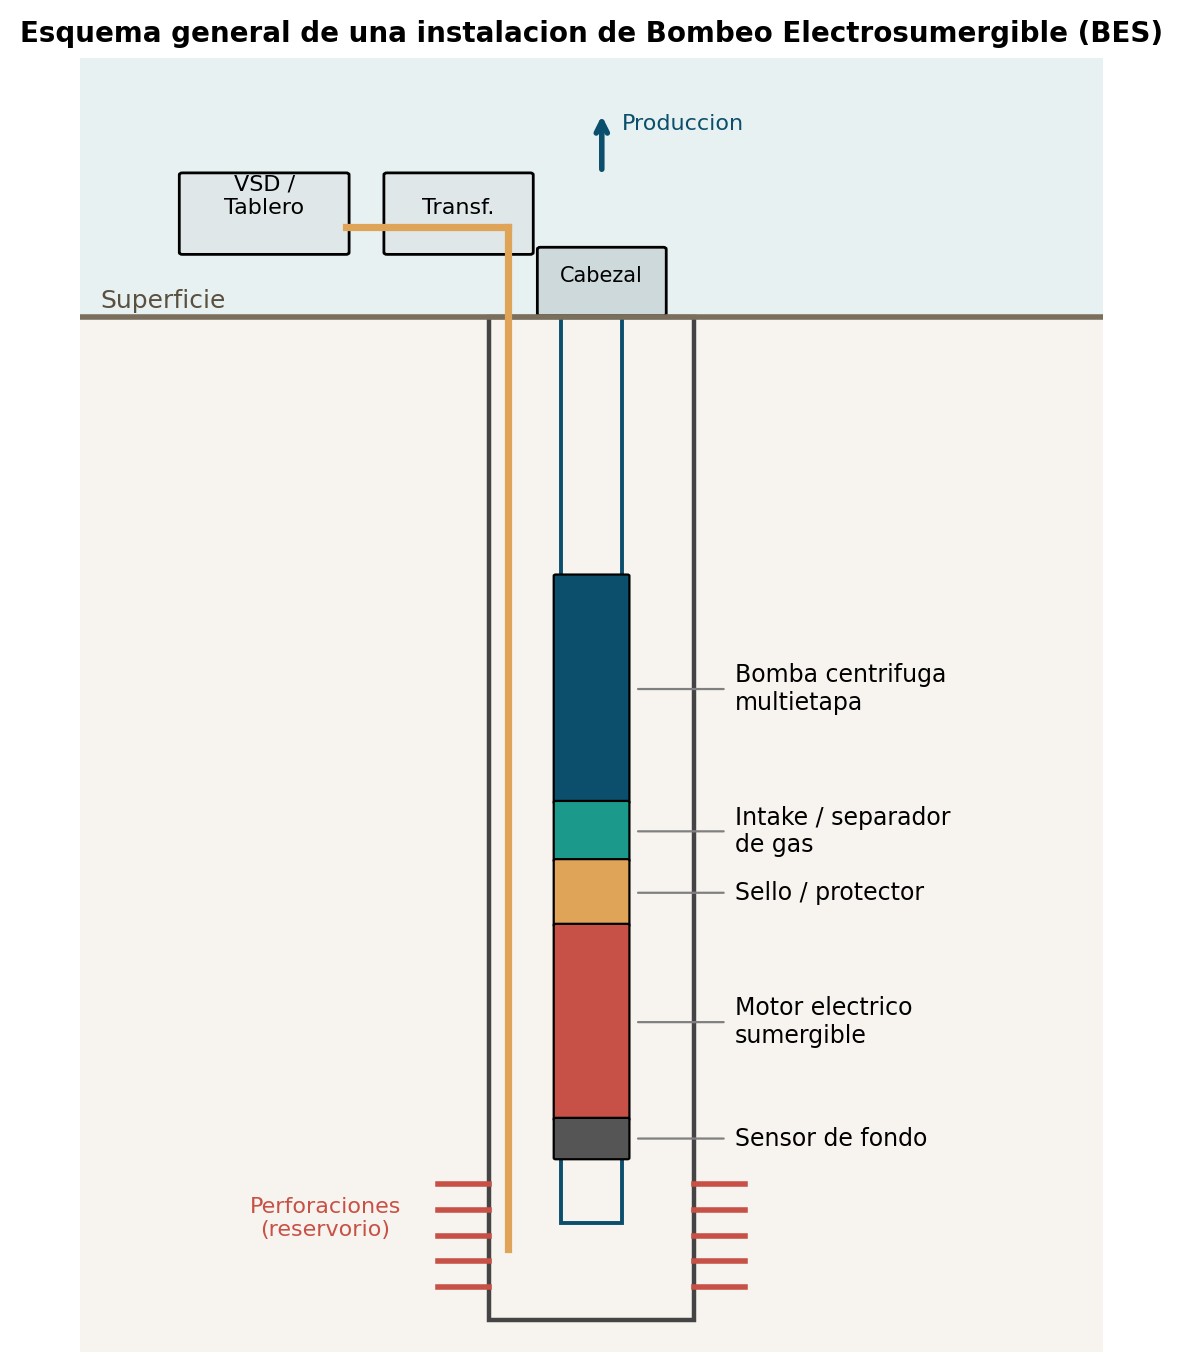 Esquema general de una instalacion de Bombeo Electrosumergible (BES)
Produccion
VSD /
Tablero
Transf.
Cabezal
Superficie
Bomba centrifuga
multietapa
Intake / separador
de gas
Sello / protector
Motor electrico
sumergible
Sensor de fondo
Perforaciones
(reservorio)